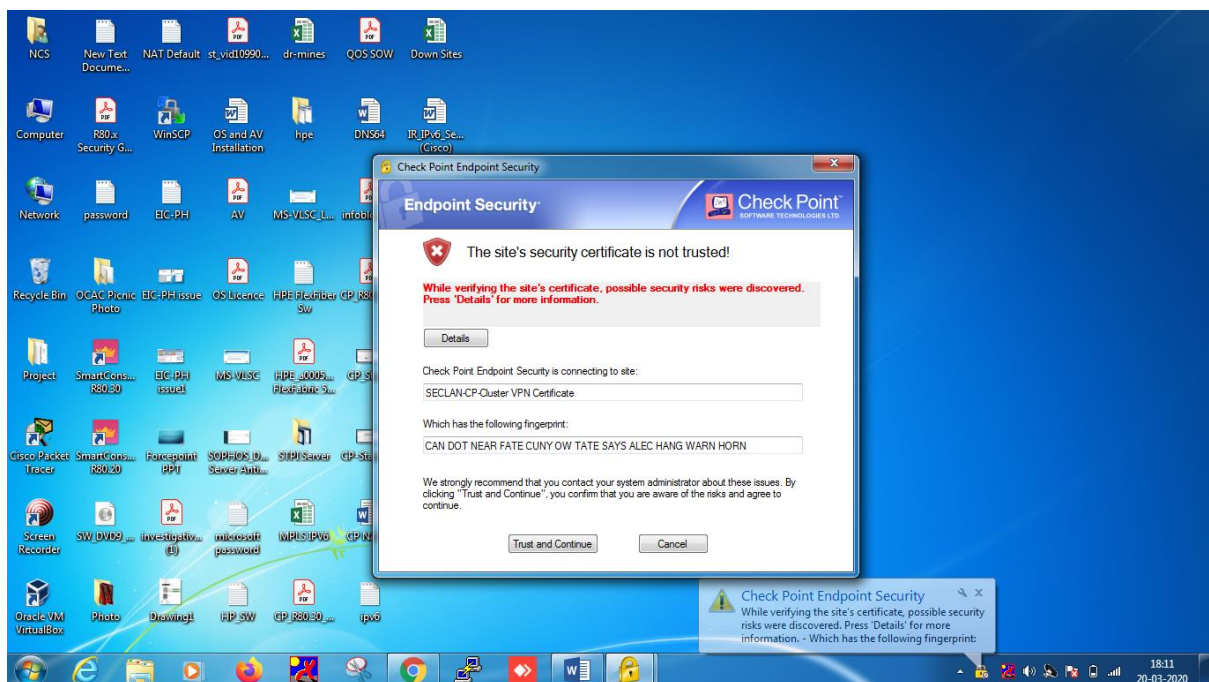 NCS
New Text
Docume...
NAT Default
st_vid10990...
dr-mines
QOS SOW
Down Sites
Computer
R80.x
Security G...
WinSCP
OS and AV
Installation
hpe
DNS64
IR_IPv6_Se...
(Cisco)
Network
password
EIC-PH
AV
MS-VLSC_L...
Recycle Bin
OCAC Picnic
Photo
EIC-PH issue
OS Licence
HPE FlexFiber
SW
Project
SmartCons...
R80.30
EIC-PH
issue1
MS-VLSC
Cisco Packet
Tracer
SmartCons...
R80.20
Forcepoint
PPT
SOPHOS_D...
Server Anti...
STPI Server
Screen
Recorder
SW_DVD9_...
investigativ...
(1)
microsoft
password
MPLS IPV6
Oracle VM
VirtualBox
Photo
Drawing1
HP_SW
CP_R80.30_...
ipv6
Check Point Endpoint Security
Endpoint Security
Check Point
SOFTWARE TECHNOLOGIES LTD.
The site's security certificate is not trusted!
While verifying the site's certificate, possible security risks were discovered.
Press 'Details' for more information.
Details
Check Point Endpoint Security is connecting to site:
SECLAN-CP-Cluster VPN Certificate
Which has the following fingerprint:
CAN DOT NEAR FATE CUNY OW TATE SAYS ALEC HANG WARN HORN
We strongly recommend that you contact your system administrator about these issues. By
clicking "Trust and Continue", you confirm that you are aware of the risks and agree to
continue.
Trust and Continue
Cancel
Check Point Endpoint Security
While verifying the site's certificate, possible security
risks were discovered. Press 'Details' for more
information. - Which has the following fingerprint:
18:11
20-03-2020